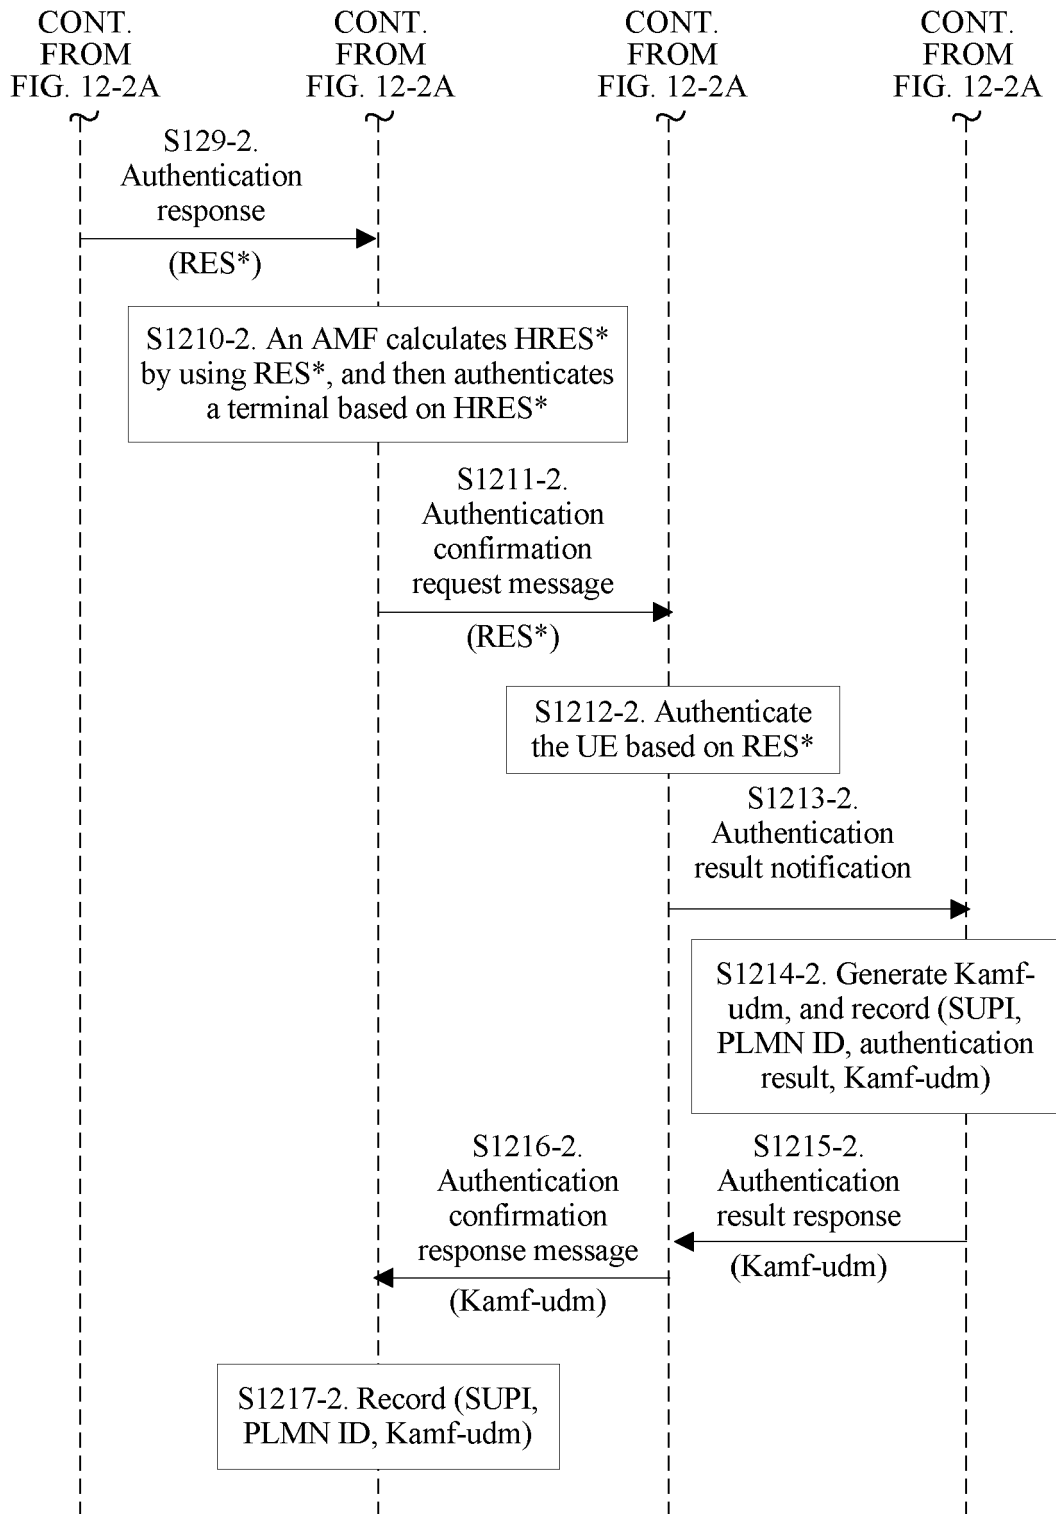 CONT.
FROM
FIG. 12-2A
CONT.
FROM
FIG. 12-2A
CONT.
FROM
FIG. 12-2A
CONT.
FROM
FIG. 12-2A
S129-2.
Authentication
response
(RES*)
S1210-2. An AMF calculates HRES*
by using RES*, and then authenticates
a terminal based on HRES*
S1211-2.
Authentication
confirmation
request message
(RES*)
S1212-2. Authenticate
the UE based on RES*
S1213-2.
Authentication
result notification
S1214-2. Generate Kamf-
udm, and record (SUPI,
PLMN ID, authentication
result, Kamf-udm)
S1215-2.
Authentication
result response
(Kamf-udm)
S1216-2.
Authentication
confirmation
response message
(Kamf-udm)
S1217-2. Record (SUPI,
PLMN ID, Kamf-udm)